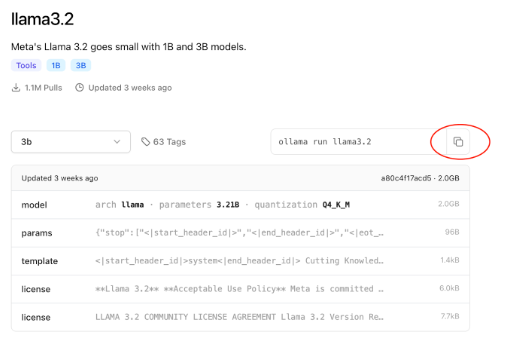 llama3.2
Meta's Llama 3.2 goes small with 1B and 3B models.
Tools 1B 3B
1.1M Pulls Updated 3 weeks ago
3b 63 Tags ollama run llama3.2
Updated 3 weeks ago a80c4f17acd5 · 2.0GB
model arch llama · parameters 3.21B · quantization Q4_K_M 2.0GB
params {"stop":["<|start_header_id|>","<|end_header_id|>","<|eot_… 96B
template <|start_header_id|>system<|end_header_id|> Cutting Knowled… 1.4kB
license **Llama 3.2** **Acceptable Use Policy** Meta is committed … 6.0kB
license LLAMA 3.2 COMMUNITY LICENSE AGREEMENT Llama 3.2 Version Re… 7.7kB